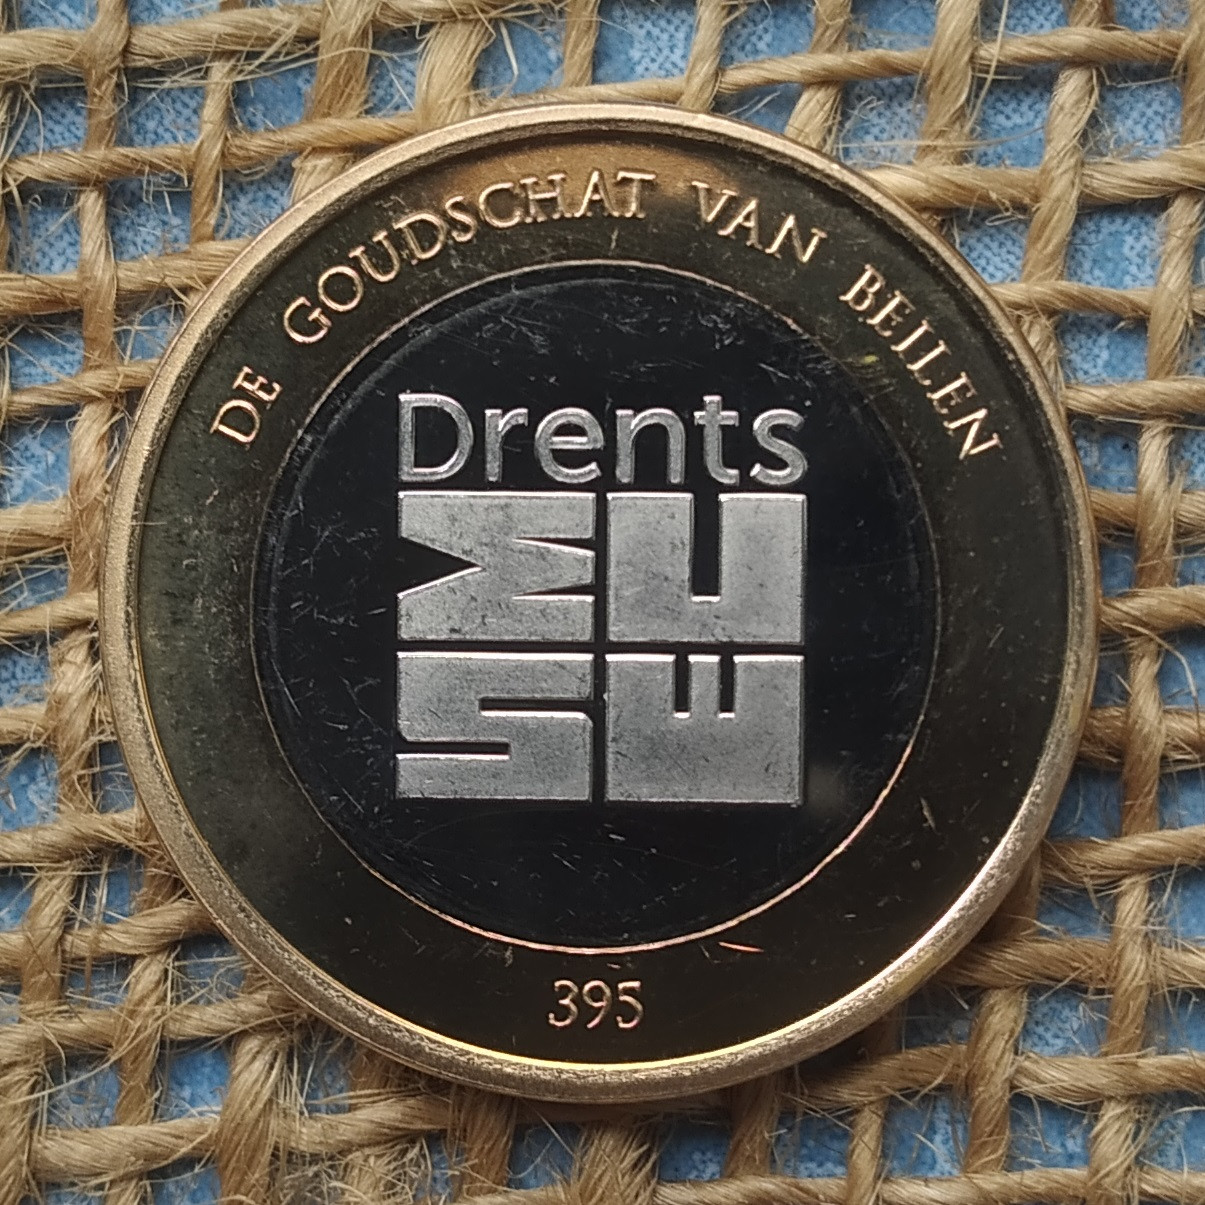 DE GOUDSCHAT VAN BEILEN
Drents
MU
SE
395